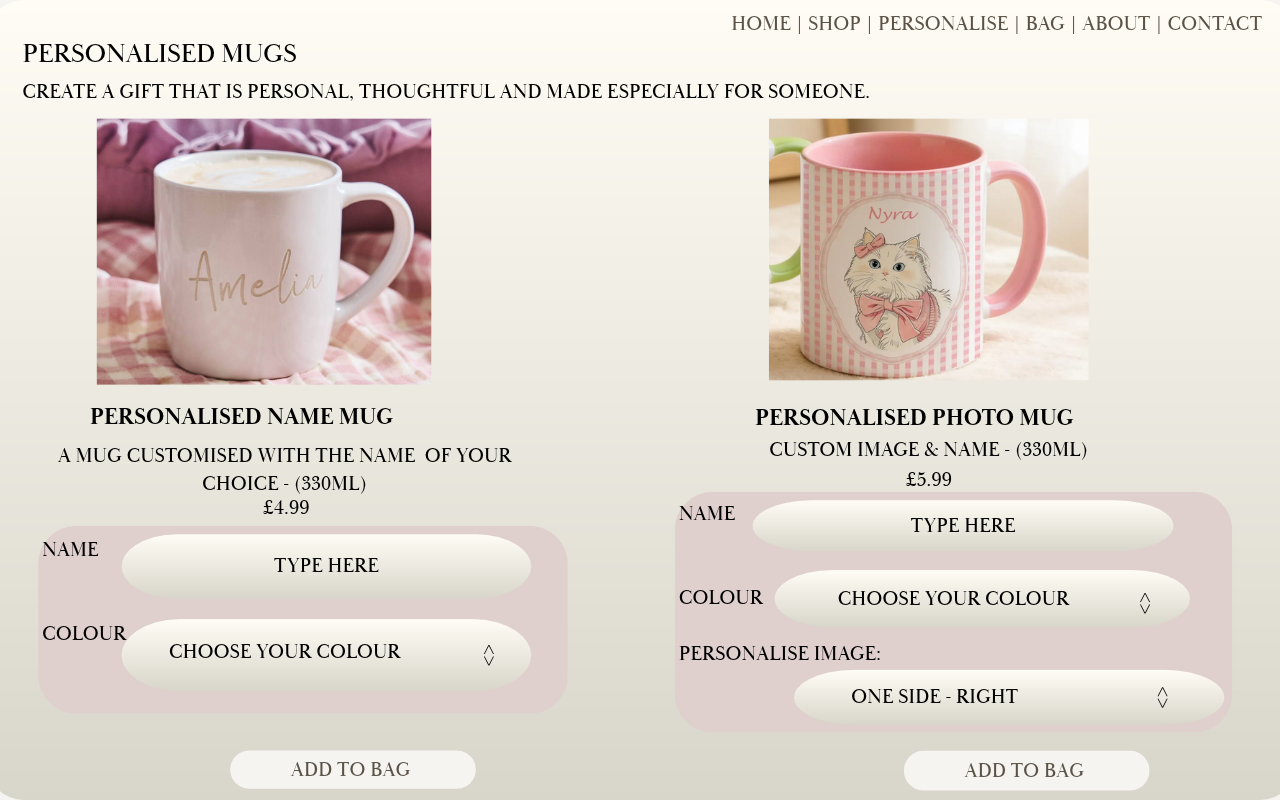 HOME | SHOP | PERSONALISE | BAG | ABOUT | CONTACT
PERSONALISED MUGS
CREATE A GIFT THAT IS PERSONAL, THOUGHTFUL AND MADE ESPECIALLY FOR SOMEONE.
Amelia
PERSONALISED NAME MUG
A MUG CUSTOMISED WITH THE NAME OF YOUR
CHOICE - (330ML)
£4.99
NAME
TYPE HERE
COLOUR
CHOOSE YOUR COLOUR
ADD TO BAG
Nyra
PERSONALISED PHOTO MUG
CUSTOM IMAGE & NAME - (330ML)
£5.99
NAME
TYPE HERE
COLOUR
CHOOSE YOUR COLOUR
PERSONALISE IMAGE:
ONE SIDE - RIGHT
ADD TO BAG